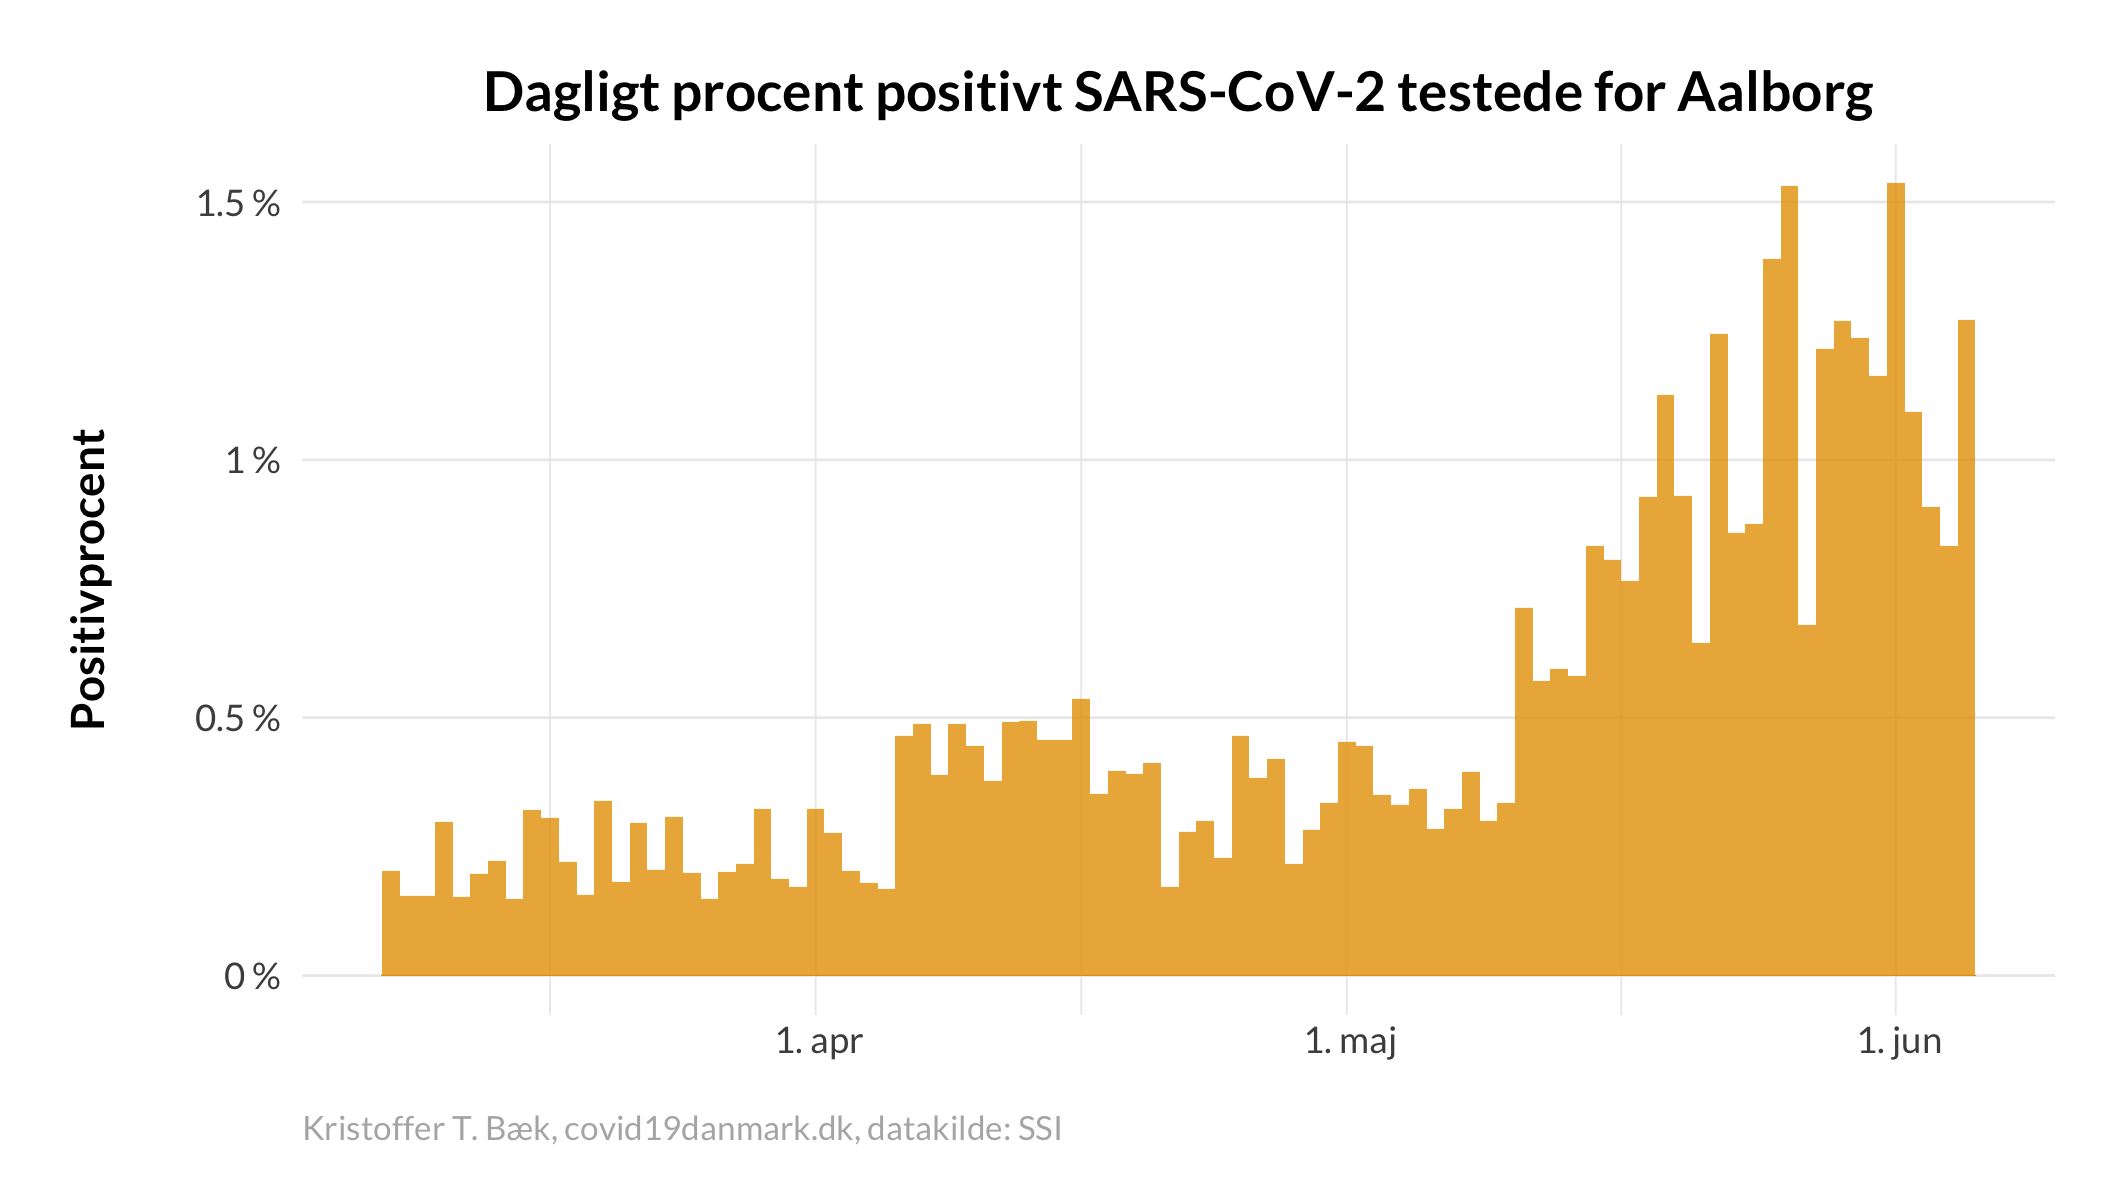 Dagligt procent positivt SARS-CoV-2 testede for Aalborg
Positivprocent
1.5 %
1 %
0.5 %
0 %
1. apr
1. maj
1. jun
Kristoffer T. Bæk, covid19danmark.dk, datakilde: SSI